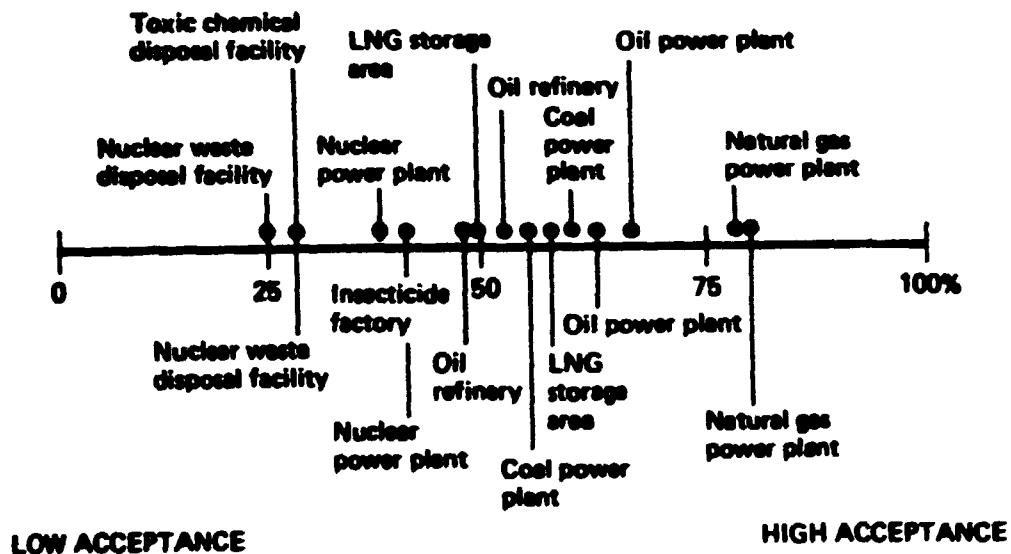 Toxic chemical
disposal facility
LNG storage
area
Oil power plant
Oil refinery
Coal
power
plant
Nuclear waste
disposal facility
Nuclear
power plant
Natural gas
power plant
0
25
50
75
100%
Insecticide
factory
Oil power plant
Nuclear waste
disposal facility
Oil
refinery
LNG
storage
area
Nuclear
power plant
Natural gas
power plant
Coal power
plant
LOW ACCEPTANCE
HIGH ACCEPTANCE